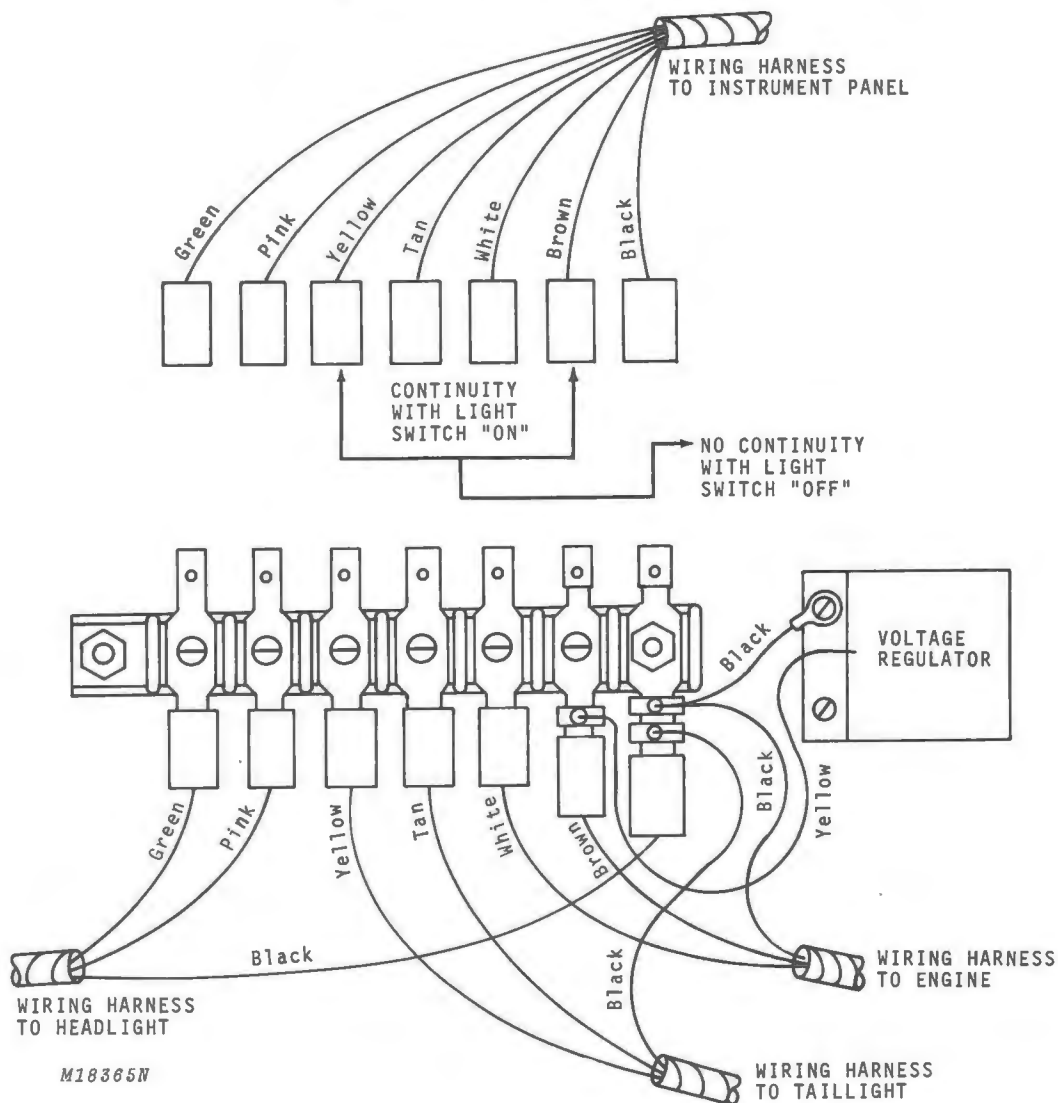 WIRING HARNESS
TO INSTRUMENT PANEL
Green
Pink
Yellow
Tan
White
Brown
Black
CONTINUITY
WITH LIGHT
SWITCH "ON"
NO CONTINUITY
WITH LIGHT
SWITCH "OFF"
Black
VOLTAGE
REGULATOR
Green
Pink
Yellow
Tan
White
Brown
Black
Yellow
Black
Black
WIRING HARNESS
TO HEADLIGHT
WIRING HARNESS
TO ENGINE
M18365N
WIRING HARNESS
TO TAILLIGHT